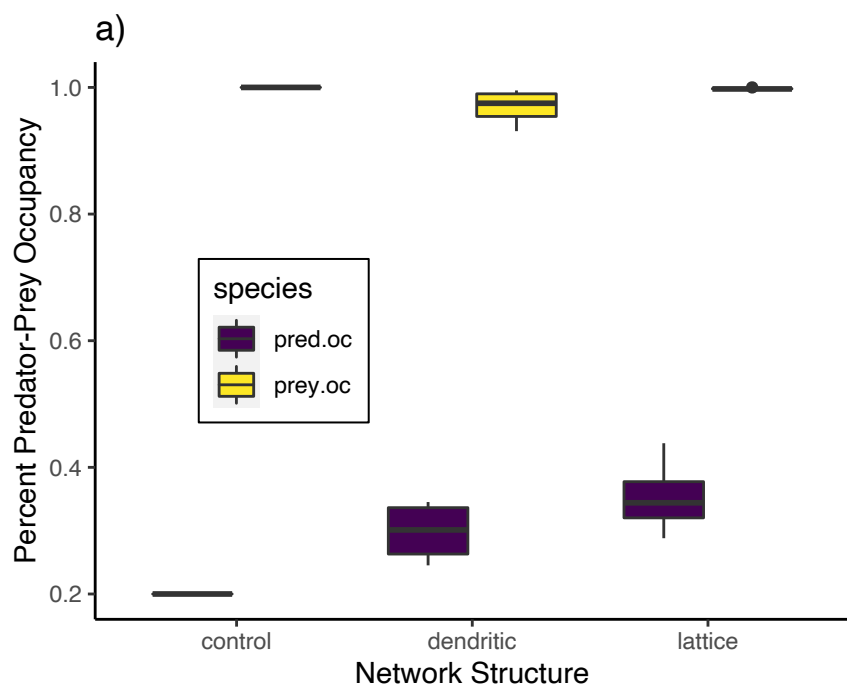 a)
Percent Predator-Prey Occupancy
1.0
0.8
0.6
0.4
0.2
species
pred.oc
prey.oc
control
dendritic
lattice
Network Structure